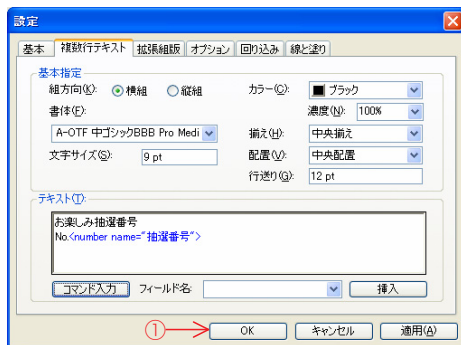 設定
基本 複数行テキスト 拡張組版 オプション 回り込み 線と塗り
基本指定
組方向(K): 横組 縦組 カラー(C): ブラック
書体(F): 濃度(N): 100%
A-OTF 中ゴシックBBB Pro Medi 揃え(H): 中央揃え
文字サイズ(S): 9 pt 配置(V): 中央配置
行送り(G): 12 pt
テキスト(T):
お楽しみ抽選番号
No.<number name="抽選番号">
コマンド入力 フィールド名: 挿入
① OK キャンセル 適用(A)